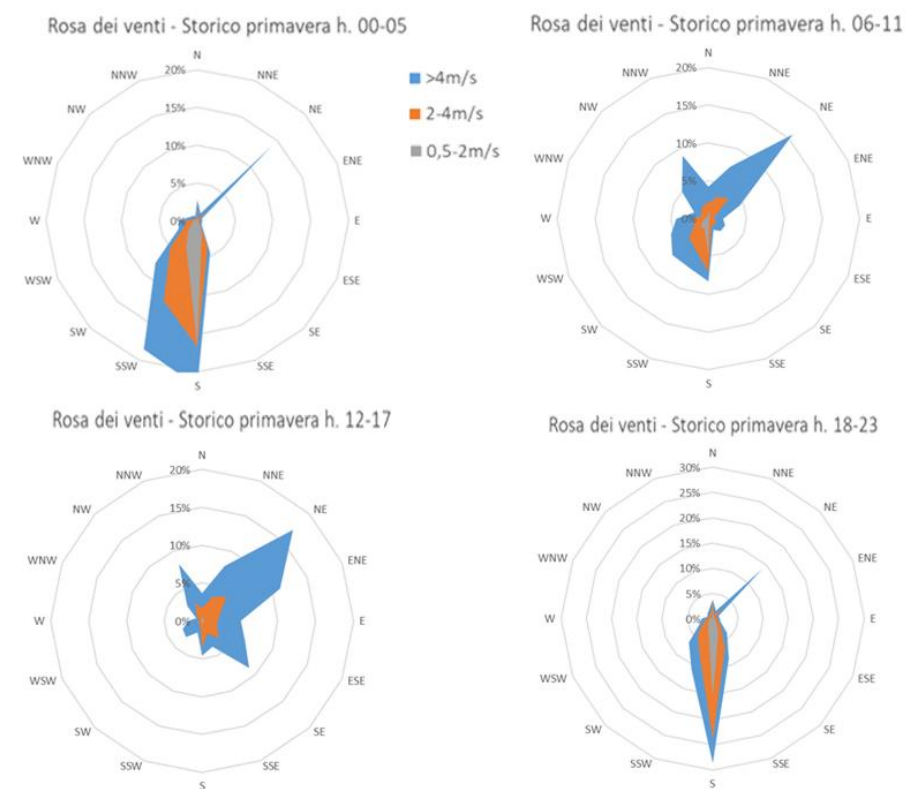 Rosa dei venti - Storico primavera h. 00-05
N
NNW
NNE
NW
NE
WNW
ENE
W
E
WSW
ESE
SW
SE
SSW
SSE
S
20%
15%
10%
5%
0%
>4m/s
2-4m/s
0,5-2m/s
Rosa dei venti - Storico primavera h. 06-11
N
NNW
NNE
NW
NE
WNW
ENE
W
E
WSW
ESE
SW
SE
SSW
SSE
S
20%
15%
10%
5%
0%
Rosa dei venti - Storico primavera h. 12-17
N
NNW
NNE
NW
NE
WNW
ENE
W
E
WSW
ESE
SW
SE
SSW
SSE
S
20%
15%
10%
5%
0%
Rosa dei venti - Storico primavera h. 18-23
N
NNW
NNE
NW
NE
WNW
ENE
W
E
WSW
ESE
SW
SE
SSW
SSE
S
30%
25%
20%
15%
10%
5%
0%